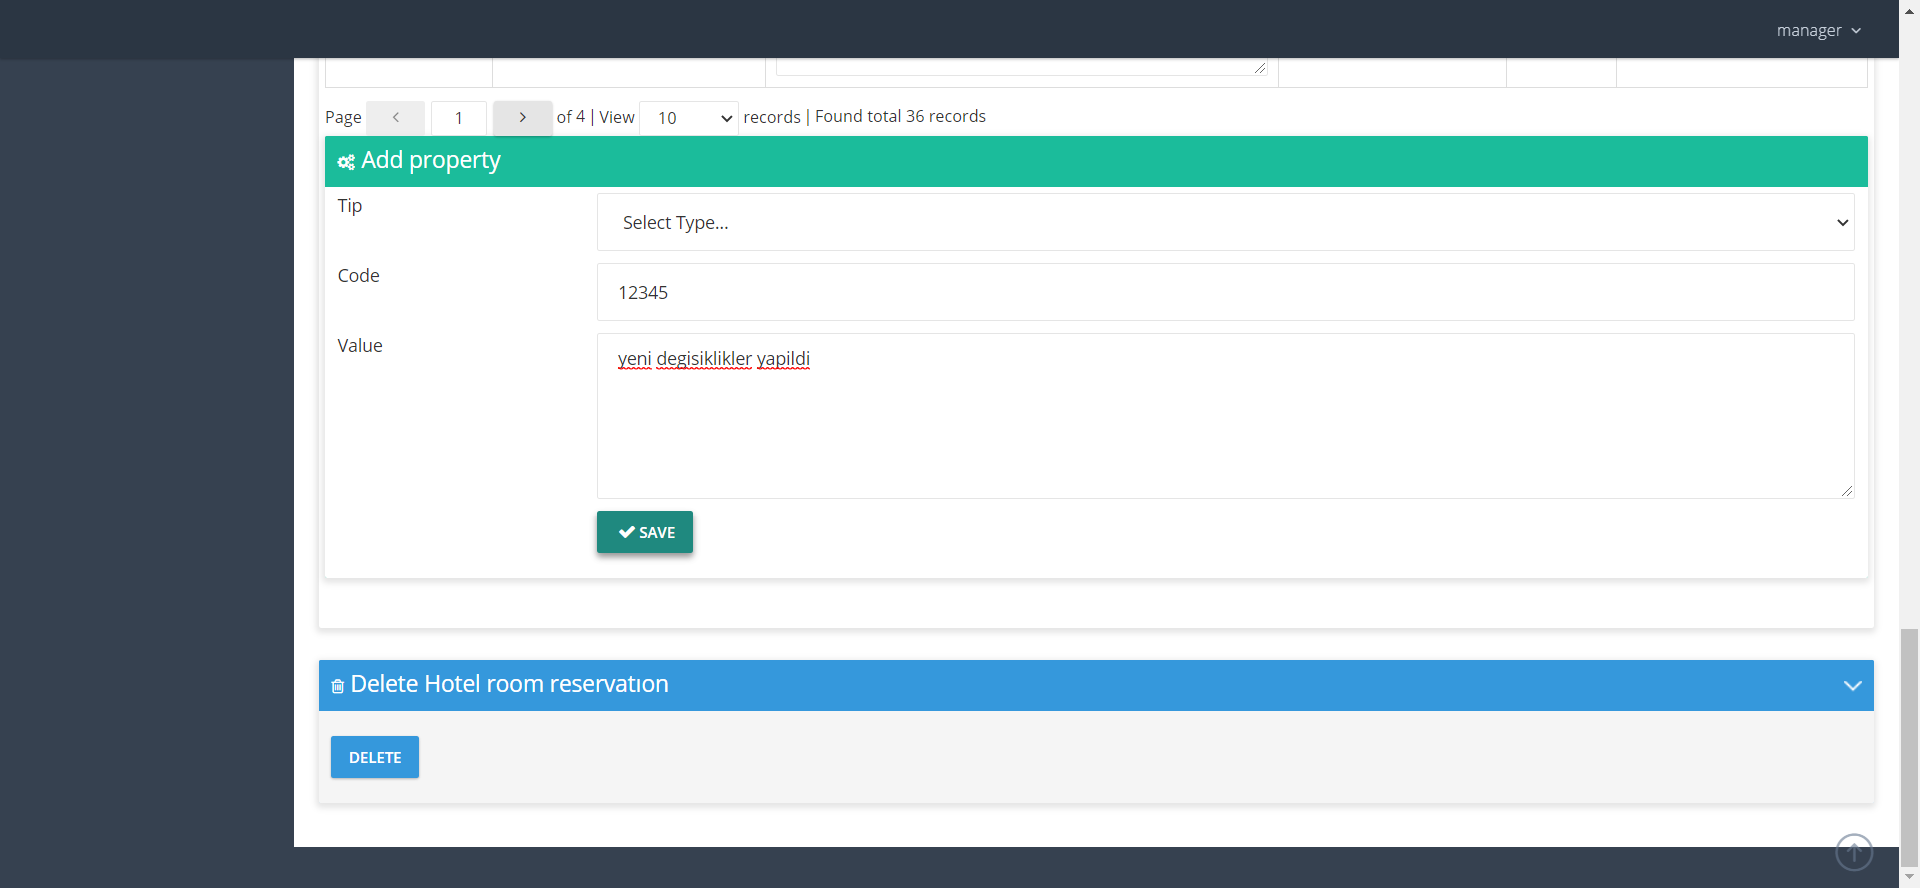 manager
Page 1 of 4 | View 10 records | Found total 36 records
Add property
Tip
Select Type...
Code
12345
Value
yeni degisiklikler yapildi
SAVE
Delete Hotel room reservatıon
DELETE